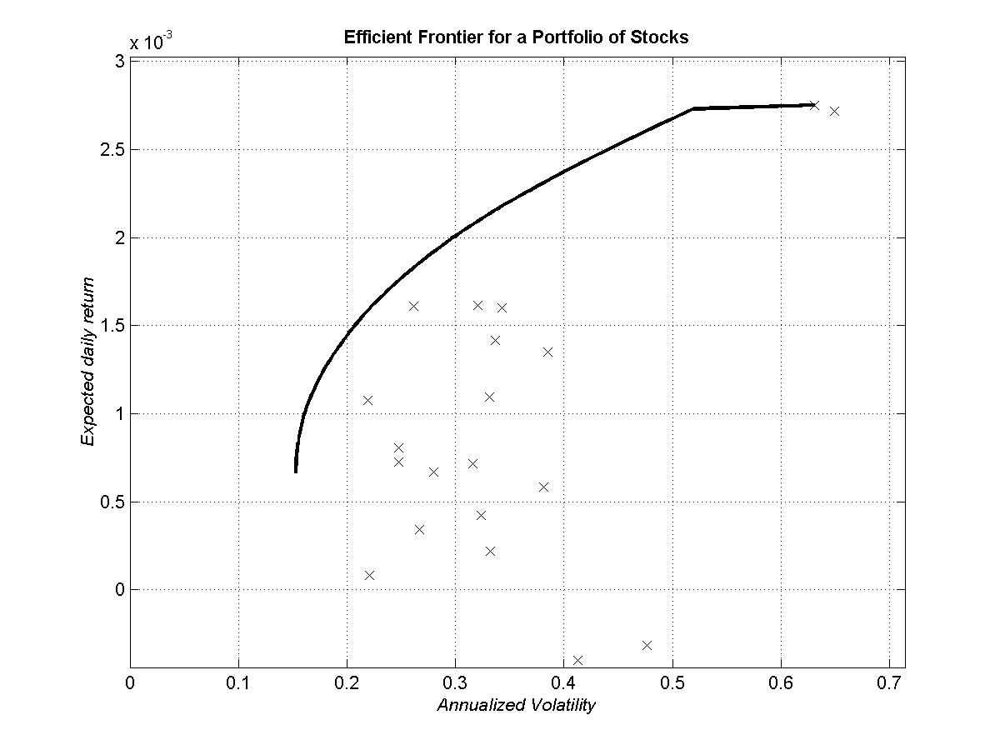 Efficient Frontier for a Portfolio of Stocks
x 10-3
3
2.5
2
1.5
1
0.5
0
Expected daily return
0 0.1 0.2 0.3 0.4 0.5 0.6 0.7
Annualized Volatility